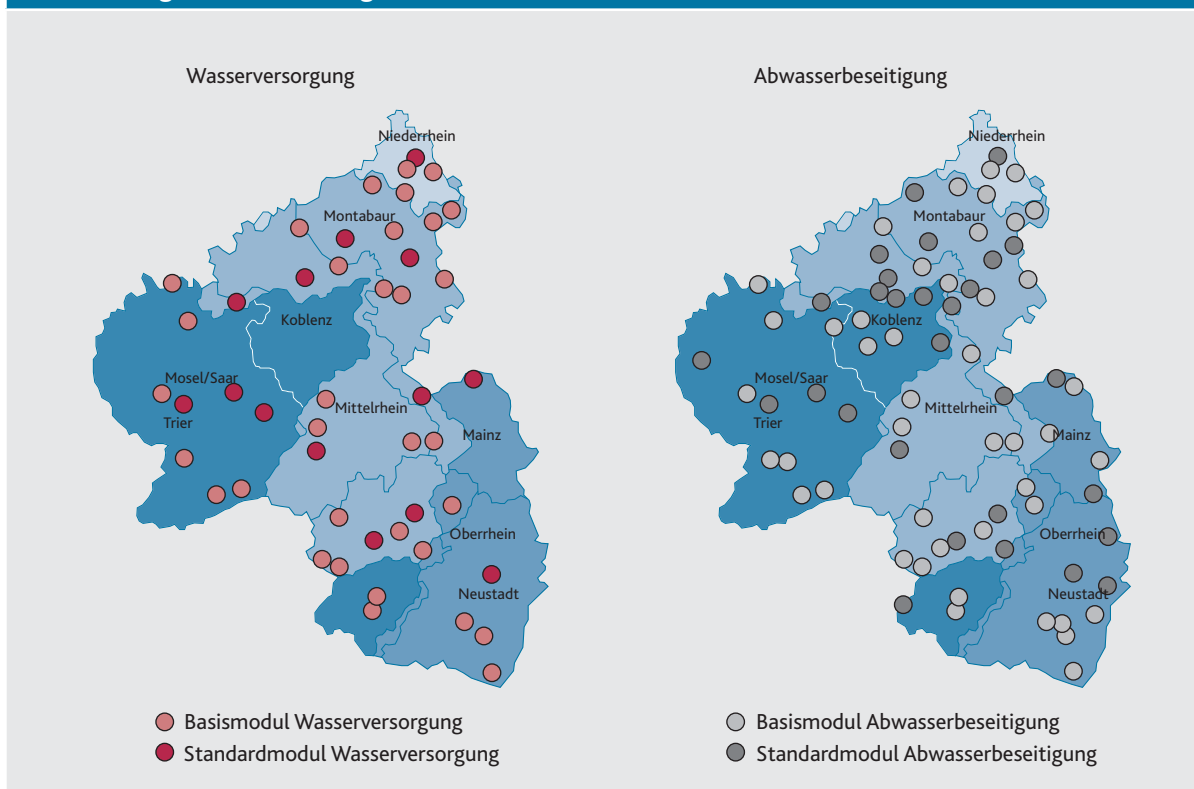 Wasserversorgung
Niederrhein
Montabaur
Koblenz
Mosel/Saar
Trier
Mittelrhein
Mainz
Oberrhein
Neustadt
Basismodul Wasserversorgung
Standardmodul Wasserversorgung
Abwasserbeseitigung
Niederrhein
Montabaur
Koblenz
Mosel/Saar
Trier
Mittelrhein
Mainz
Oberrhein
Neustadt
Basismodul Abwasserbeseitigung
Standardmodul Abwasserbeseitigung